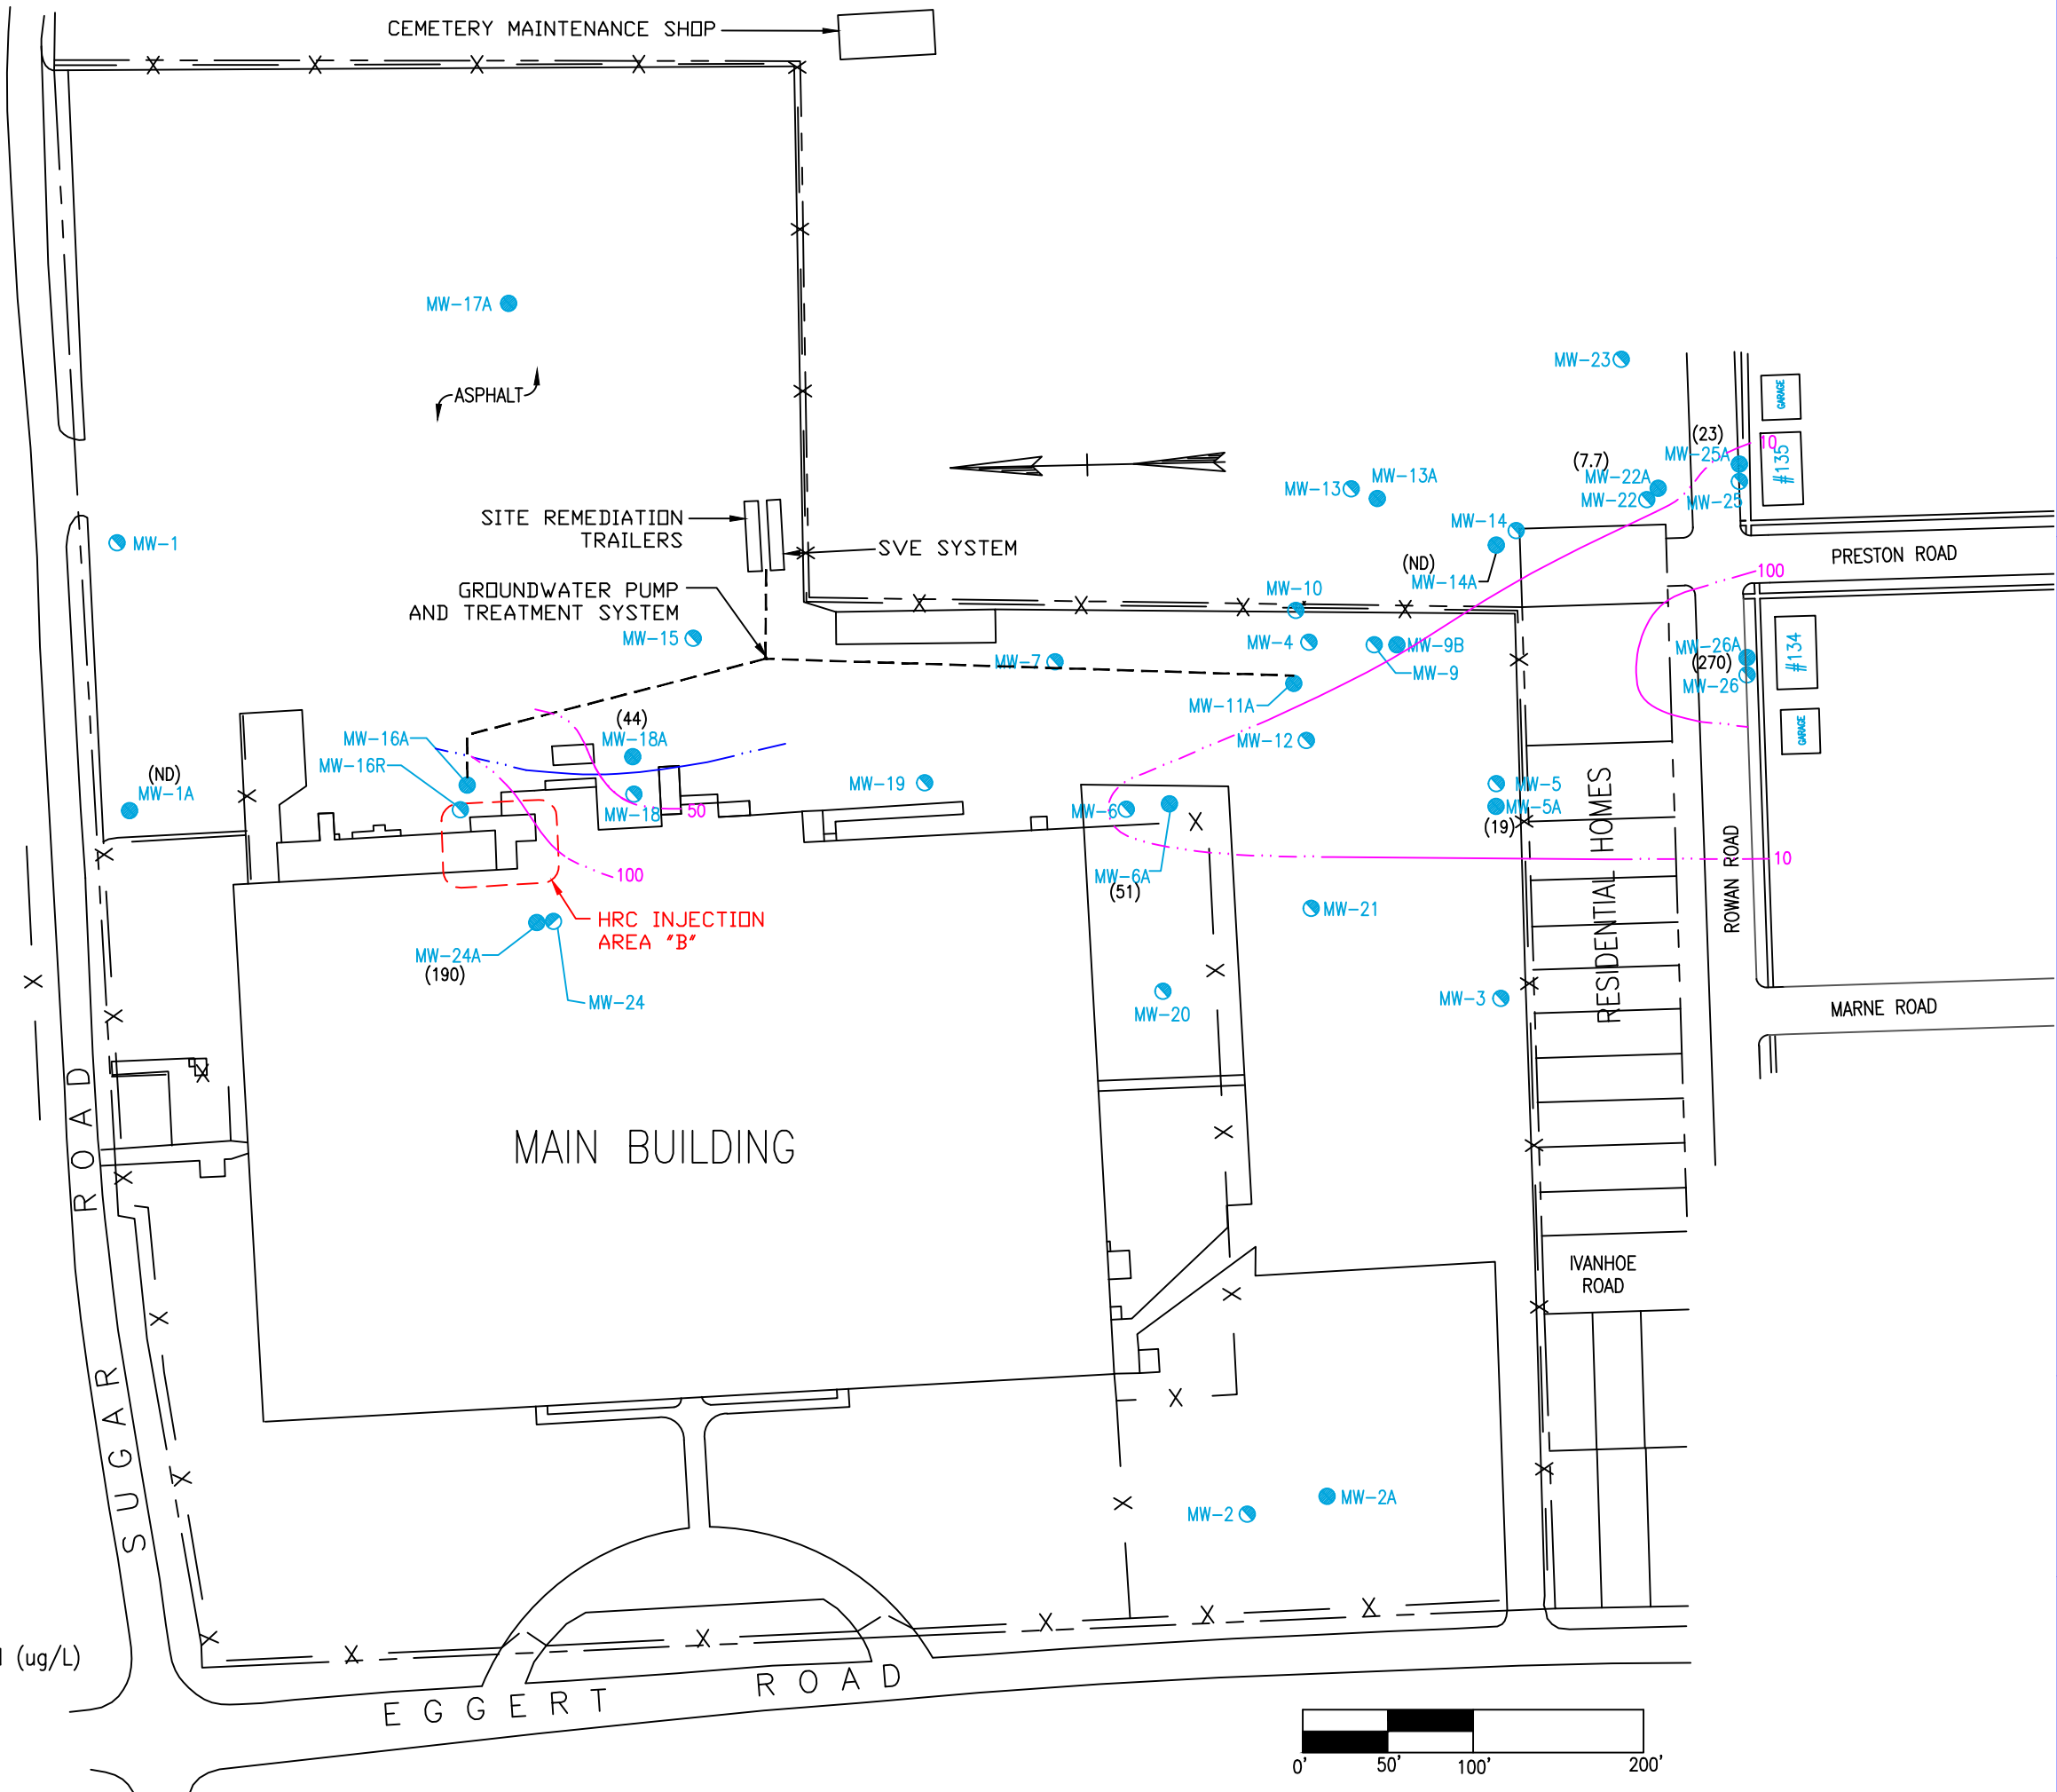 CEMETERY MAINTENANCE SHOP
MW-17A
MW-23
ASPHALT
GARAGE
(23)
10
MW-25A
#135
(7.7)
MW-22A
MW-13A
MW-13
MW-22
MW-25
SITE REMEDIATION
TRAILERS
MW-14
MW-1
SVE SYSTEM
PRESTON ROAD
(ND)
MW-14A
100
GROUNDWATER PUMP
AND TREATMENT SYSTEM
MW-10
MW-15
MW-4
MW-9B
MW-26A
#134
MW-7
(270)
MW-9
MW-26
MW-11A
(44)
MW-18A
MW-16A
MW-12
GARAGE
MW-16R
(ND)
MW-1A
MW-19
MW-5
MW-5A
MW-18
50
MW-6
(19)
RESIDENTIAL HOMES
ROWAN ROAD
10
100
MW-6A
(51)
HRC INJECTION
AREA "B"
MW-21
MW-24A
(190)
MW-24
MW-20
MW-3
MARNE ROAD
MAIN BUILDING
SUGAR ROAD
IVANHOE
ROAD
MW-2
MW-2A
(ug/L)
EGGERT ROAD
0' 50' 100' 200'